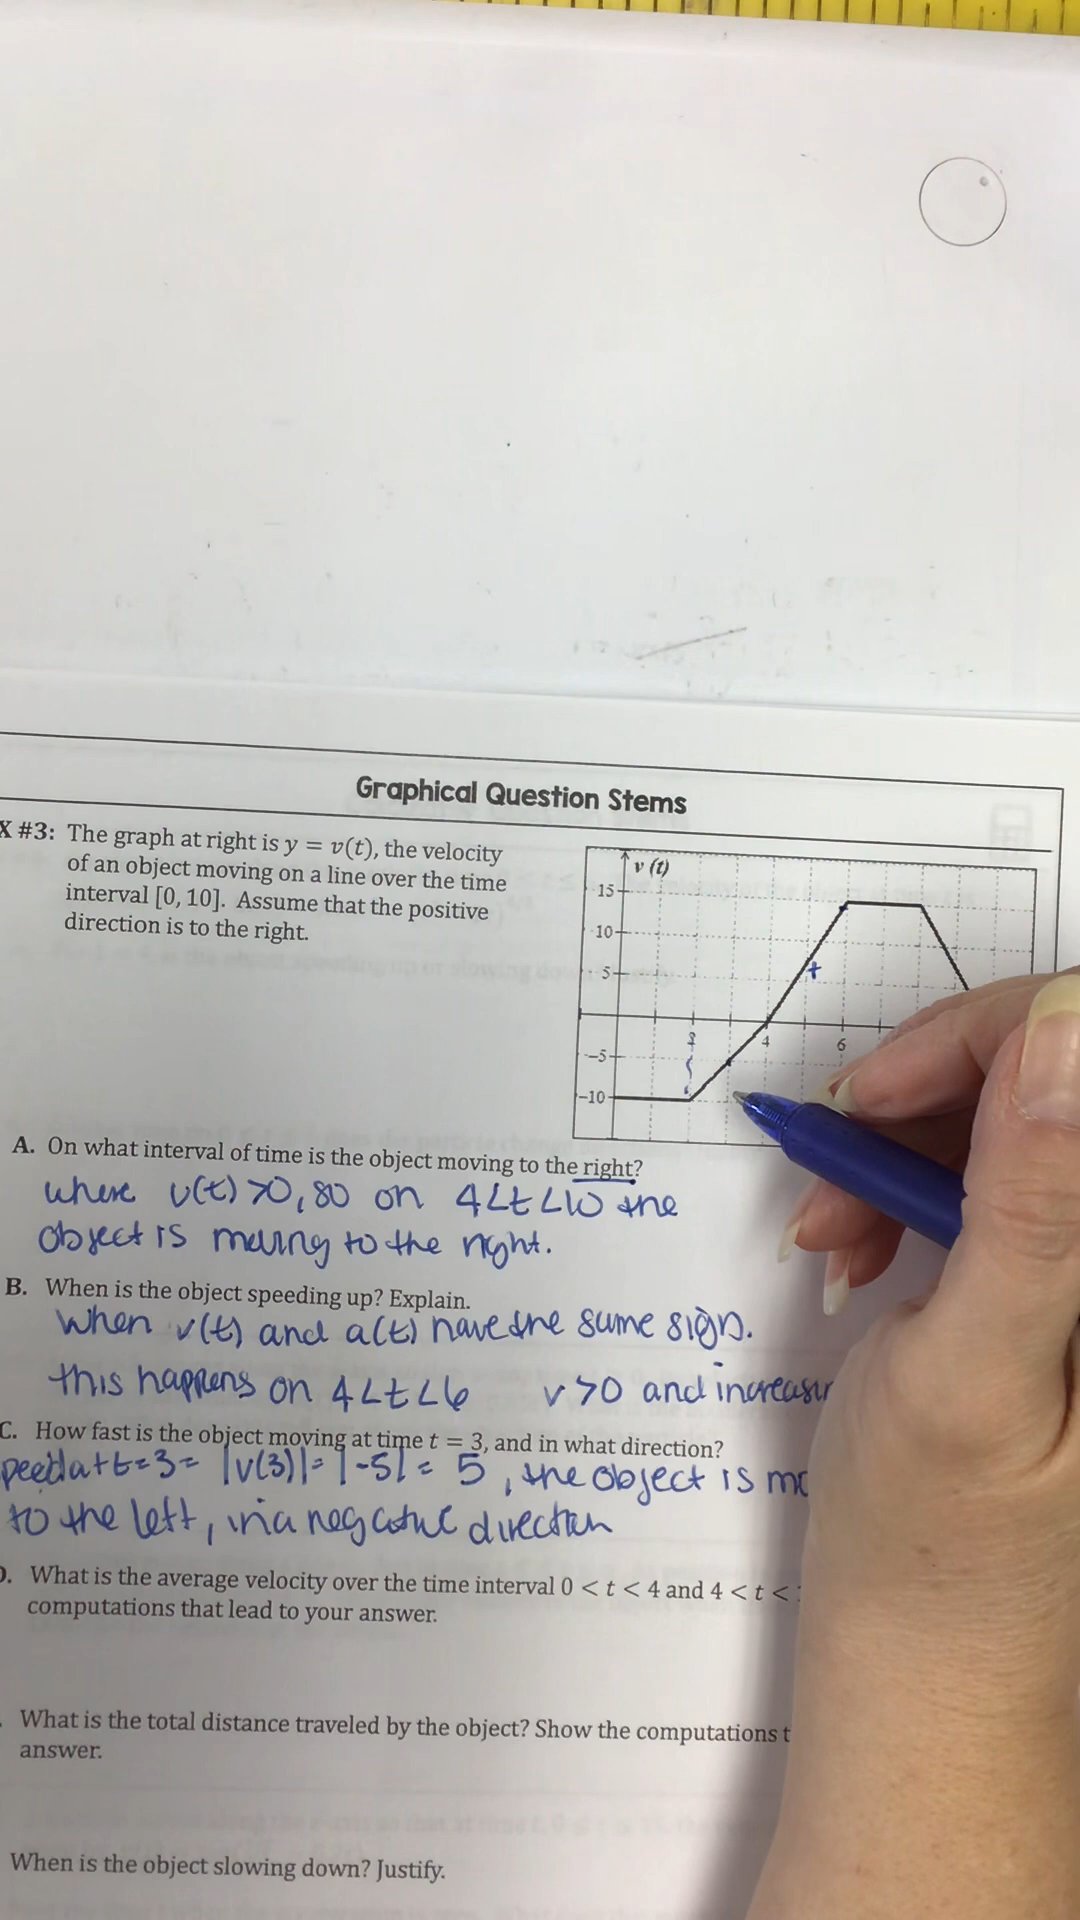 Graphical Question Stems
X #3: The graph at right is y = v(t), the velocity
of an object moving on a line over the time
interval [0, 10]. Assume that the positive
direction is to the right.
v (t)
15
10
5
2
4
6
-5
-10
A. On what interval of time is the object moving to the right?
where v(t) >0, so on 4<t<10 the
object is moving to the right.
B. When is the object speeding up? Explain.
When v(t) and a(t) have the same sign.
this happens on 4<t<6 v>0 and increasin
C. How fast is the object moving at time t = 3, and in what direction?
peed at t=3= |v(3)|= |-5| = 5, the object is mo
to the left, in a negative direction
D. What is the average velocity over the time interval 0 < t < 4 and 4 < t <
computations that lead to your answer.
What is the total distance traveled by the object? Show the computations t
answer.
When is the object slowing down? Justify.